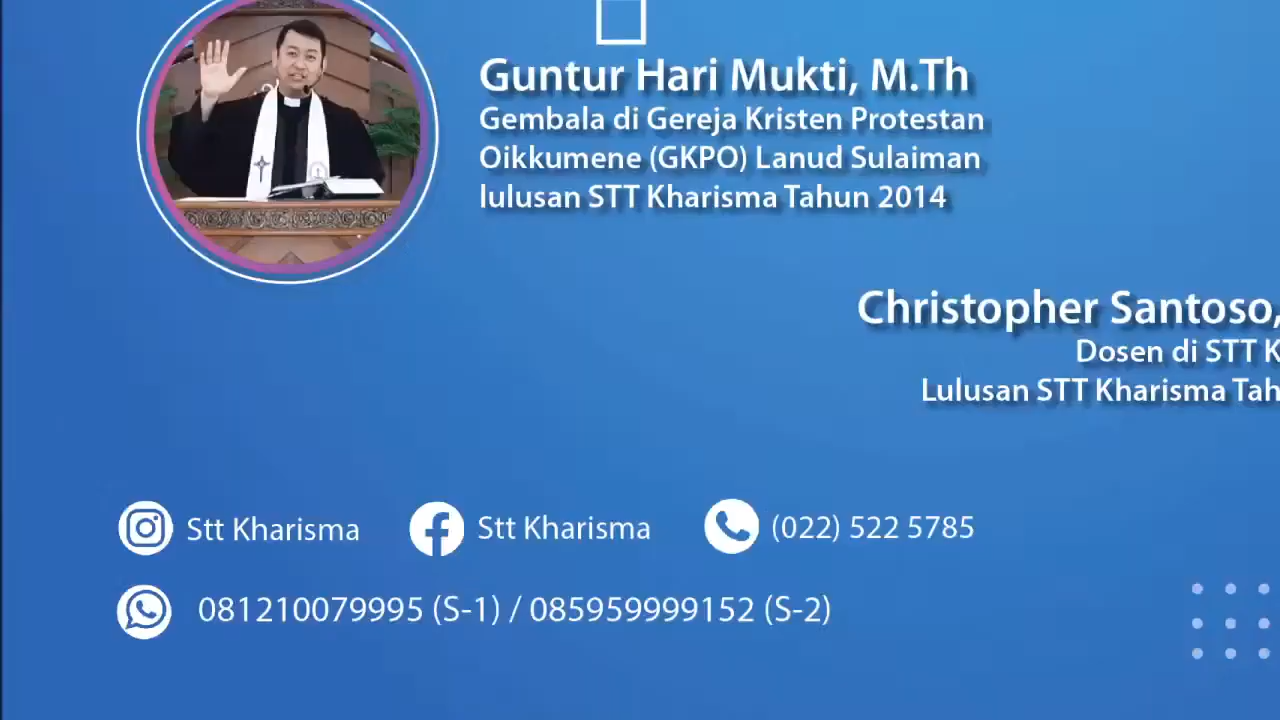 Guntur Hari Mukti, M.Th
Gembala di Gereja Kristen Protestan
Oikkumene (GKPO) Lanud Sulaiman
lulusan STT Kharisma Tahun 2014
Christopher Santoso,
Dosen di STT K
Lulusan STT Kharisma Tah
Stt Kharisma
Stt Kharisma
(022) 522 5785
081210079995 (S-1) / 085959999152 (S-2)